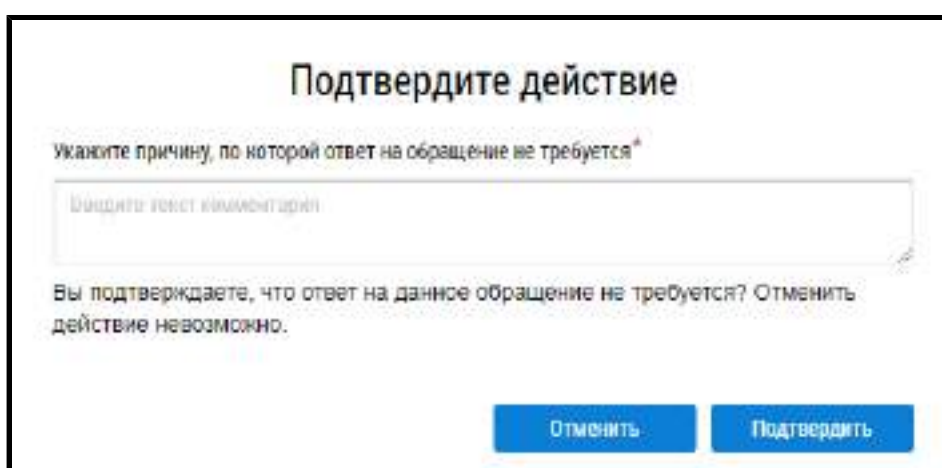 Подтвердите действие
Укажите причину, по которой ответ на обращение не требуется*
Введите текст комментария
Вы подтверждаете, что ответ на данное обращение не требуется? Отменить
действие невозможно.
Отменить Подтвердить